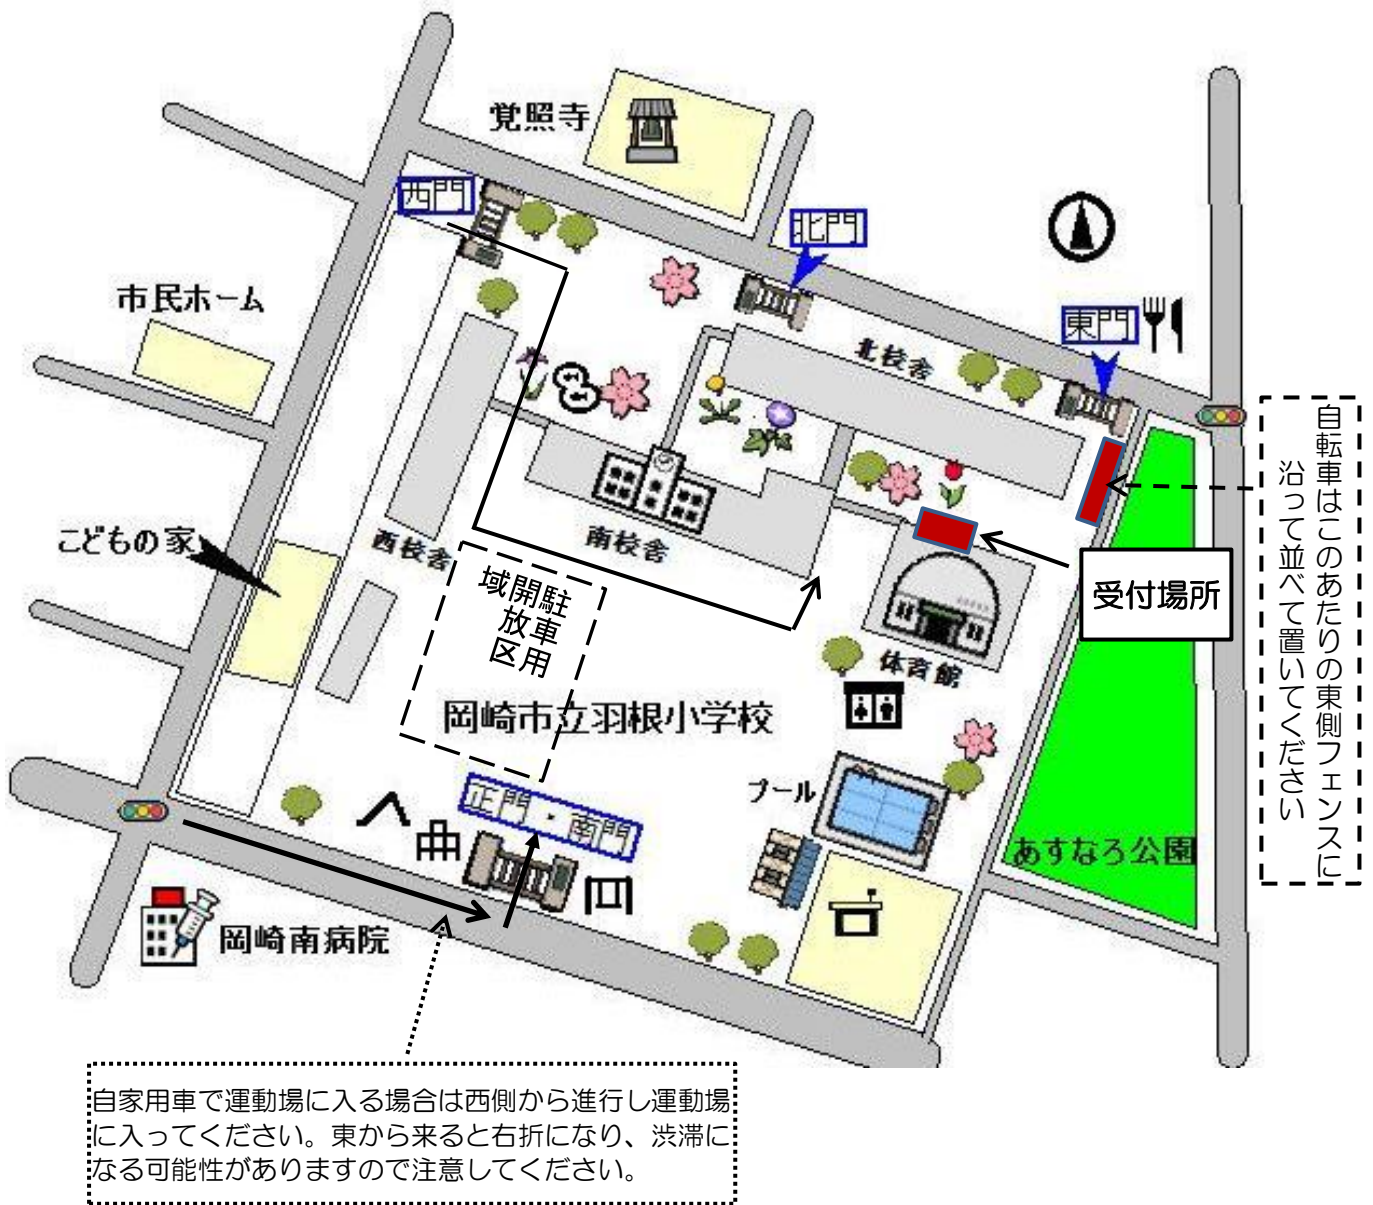 覚照寺
西門
北門
市民ホーム
東門
北校舎
自転車はこのあたりの東側フェンスに
沿って並べて置いてください
こどもの家
西校舎
南校舎
受付場所
駐車用
開放区
域
体育館
岡崎市立羽根小学校
プール
正門・南門
あすなろ公園
岡崎南病院
自家用車で運動場に入る場合は西側から進行し運動場
に入ってください。東から来ると右折になり、渋滞に
なる可能性がありますので注意してください。